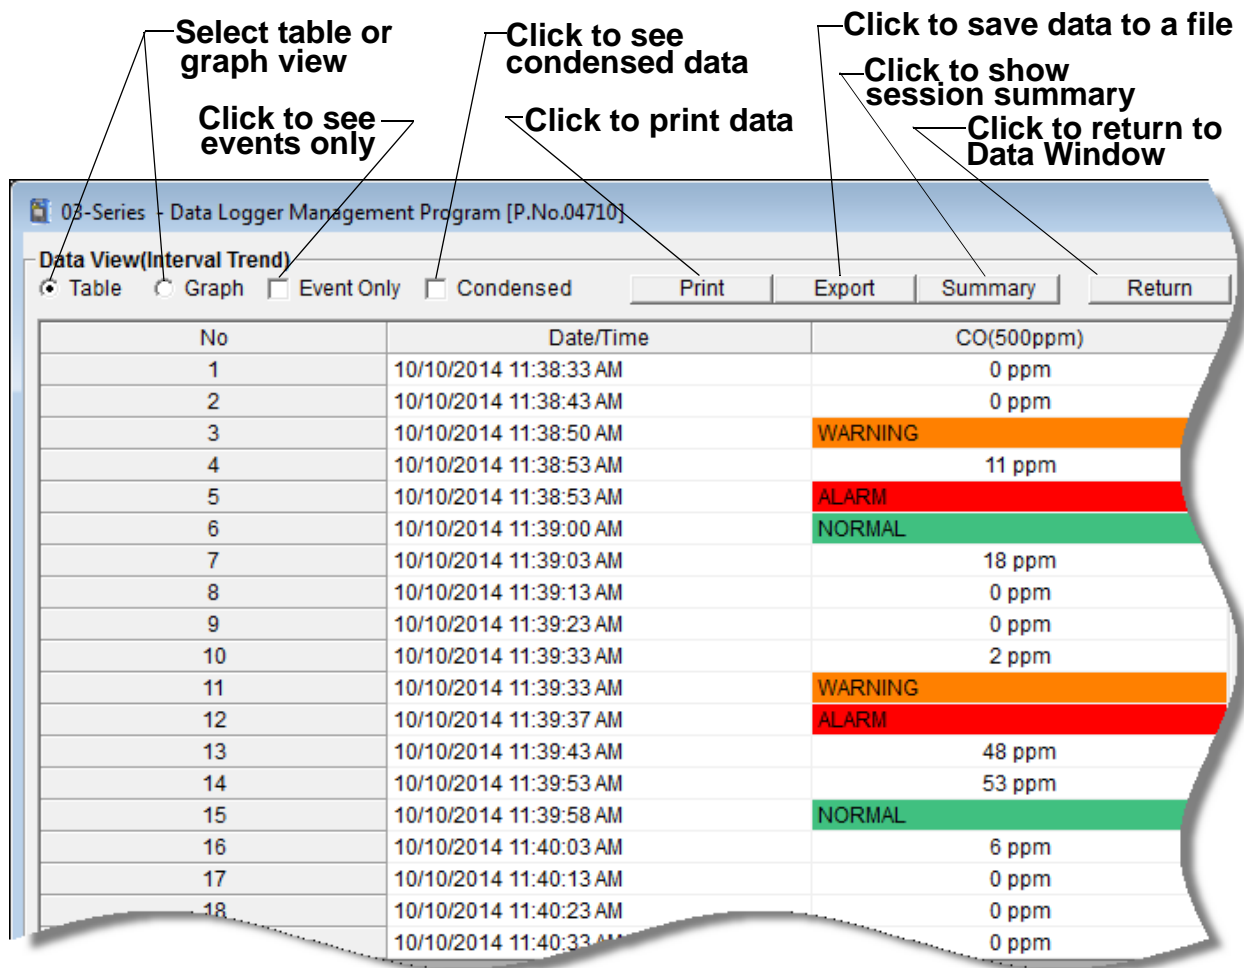 Select table or
graph view
Click to see
condensed data
Click to save data to a file
Click to show
session summary
Click to see
events only
Click to print data
Click to return to
Data Window
03-Series - Data Logger Management Program [P.No.04710]
Data View(Interval Trend)
Table Graph Event Only Condensed Print Export Summary Return
No Date/Time CO(500ppm)
1 10/10/2014 11:38:33 AM 0 ppm
2 10/10/2014 11:38:43 AM 0 ppm
3 10/10/2014 11:38:50 AM WARNING
4 10/10/2014 11:38:53 AM 11 ppm
5 10/10/2014 11:38:53 AM ALARM
6 10/10/2014 11:39:00 AM NORMAL
7 10/10/2014 11:39:03 AM 18 ppm
8 10/10/2014 11:39:13 AM 0 ppm
9 10/10/2014 11:39:23 AM 0 ppm
10 10/10/2014 11:39:33 AM 2 ppm
11 10/10/2014 11:39:33 AM WARNING
12 10/10/2014 11:39:37 AM ALARM
13 10/10/2014 11:39:43 AM 48 ppm
14 10/10/2014 11:39:53 AM 53 ppm
15 10/10/2014 11:39:58 AM NORMAL
16 10/10/2014 11:40:03 AM 6 ppm
17 10/10/2014 11:40:13 AM 0 ppm
18 10/10/2014 11:40:23 AM 0 ppm
10/10/2014 11:40:33 AM 0 ppm